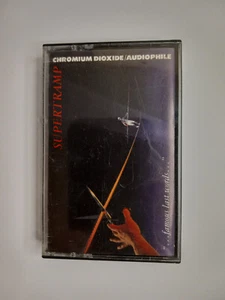 CHROMIUM DIOXIDE/AUDIOPHILE
SUPERTRAMP
"...famous last words..."